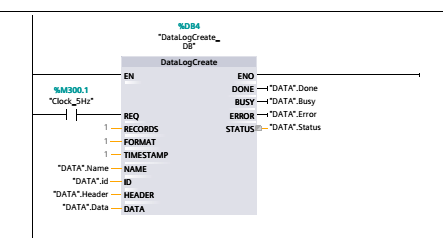 %DB4
"DataLogCreate_
DB"
DataLogCreate
EN ENO
DONE "DATA".Done
%M300.1
"Clock_5Hz" BUSY "DATA".Busy
REQ ERROR "DATA".Error
1 RECORDS STATUS "DATA".Status
1 FORMAT
1 TIMESTAMP
"DATA".Name NAME
"DATA".id ID
"DATA".Header HEADER
"DATA".Data DATA